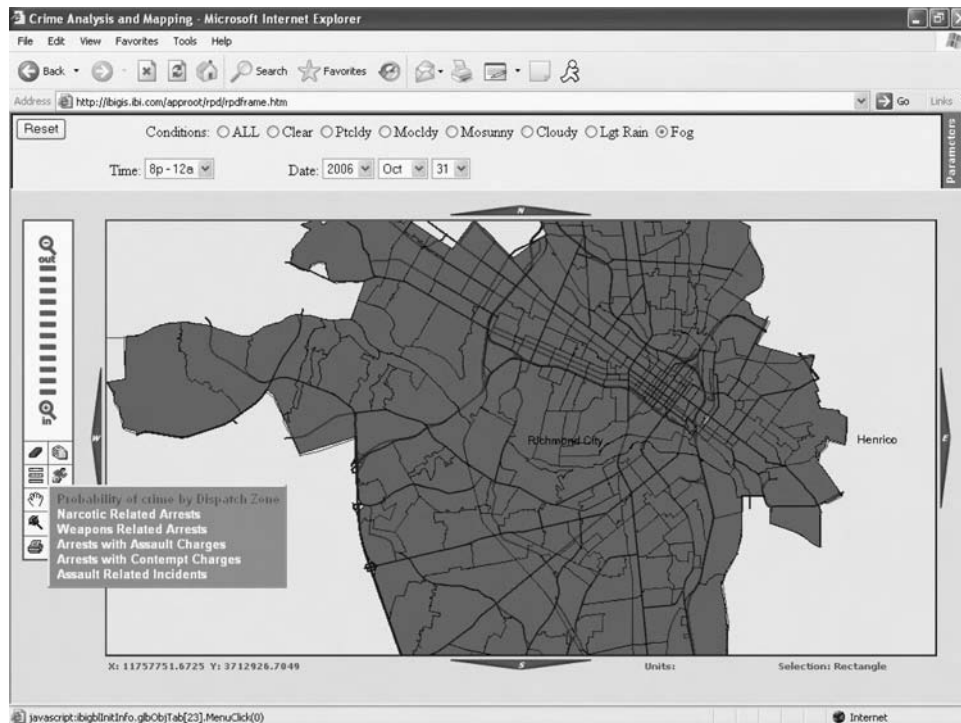 Crime Analysis and Mapping - Microsoft Internet Explorer
File Edit View Favorites Tools Help
Back Search Favorites
Address http://ibigis.ibi.com/approot/rpd/rpdframe.htm Go Links
Reset Conditions: ALL Clear Ptcldy Mocldy Mosunny Cloudy Lgt Rain Fog
Parameters
Time: 8p - 12a Date: 2006 Oct 31
N
out
in
W
E
Richmond City Henrico
Probability of crime by Dispatch Zone
Narcotic Related Arrests
Weapons Related Arrests
Arrests with Assault Charges
Arrests with Contempt Charges
Assault Related Incidents
S
X: 11757751.6725 Y: 3712926.7049 Units: Selection: Rectangle
javascript:ibigblInitInfo.glbObjTab[23].MenuClick(0) Internet